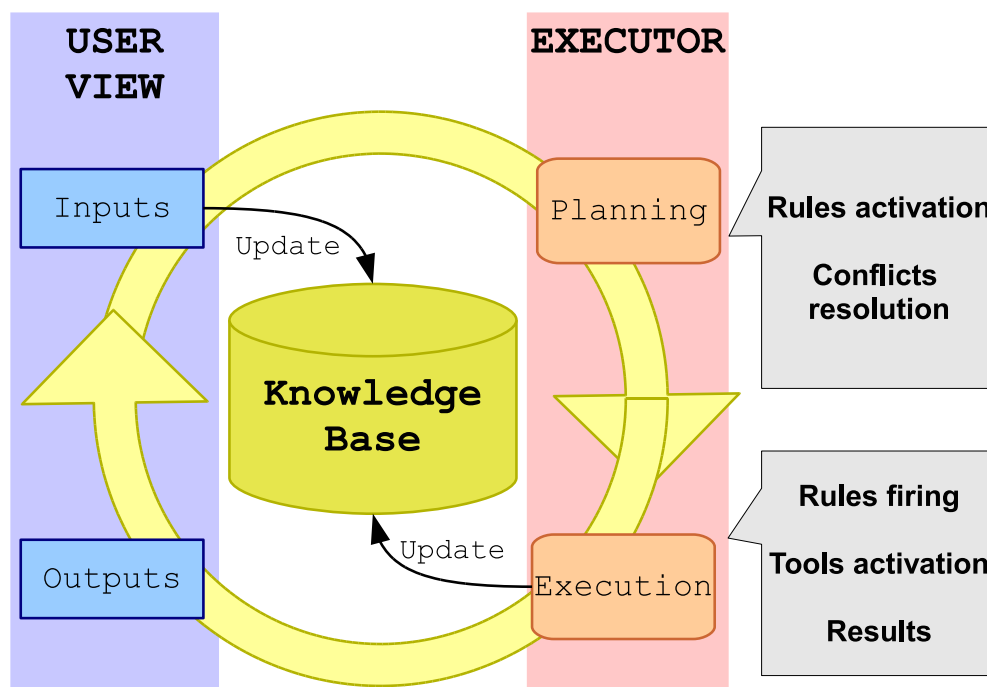 USER
VIEW
EXECUTOR
Inputs
Update
Planning
Rules activation
Conflicts
resolution
Knowledge
Base
Outputs
Update
Execution
Rules firing
Tools activation
Results